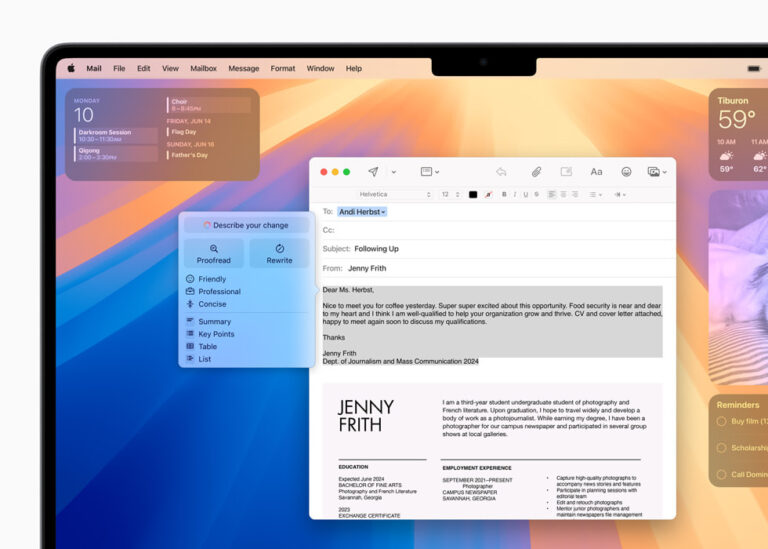 Mail File Edit View Mailbox Message Format Window Help
MONDAY
10
Darkroom Session
10:30–11:30AM
Qigong
2:00–3:30PM
Choir
6–8:45PM
FRIDAY, JUN 14
Flag Day
SUNDAY, JUN 16
Father's Day
Tiburon
59°
10 AM 11 AM
59° 62°
Helvetica 12 B I U S
Aa
To: Andi Herbst
Cc:
Subject: Following Up
From: Jenny Frith
Describe your change
Proofread
Rewrite
Friendly
Professional
Concise
Summary
Key Points
Table
List
Dear Ms. Herbst,
Nice to meet you for coffee yesterday. Super super excited about this opportunity. Food security is near and dear
to my heart and I think I am well-qualified to help your organization grow and thrive. CV and cover letter attached,
happy to meet again soon to discuss my qualifications.
Thanks
Jenny Frith
Dept. of Journalism and Mass Communication 2024
JENNY
FRITH
I am a third-year student undergraduate student of photography and
French literature. Upon graduation, I hope to travel widely and develop a
body of work as a photojournalist. While earning my degree, I have been a
photographer for our campus newspaper and participated in several group
shows at local galleries.
EDUCATION
Expected June 2024
BACHELOR OF FINE ARTS
Photography and French Literature
Savannah, Georgia
2023
EXCHANGE CERTIFICATE
EMPLOYMENT EXPERIENCE
SEPTEMBER 2021–PRESENT
Photographer
CAMPUS NEWSPAPER
SAVANNAH, GEORGIA
• Capture high-quality photographs to
accompany news stories and features
• Participate in planning sessions with
editorial team
• Edit and retouch photographs
• Mentor junior photographers and
maintain newspapers file management
Reminders
Buy film
Scholarship
Call